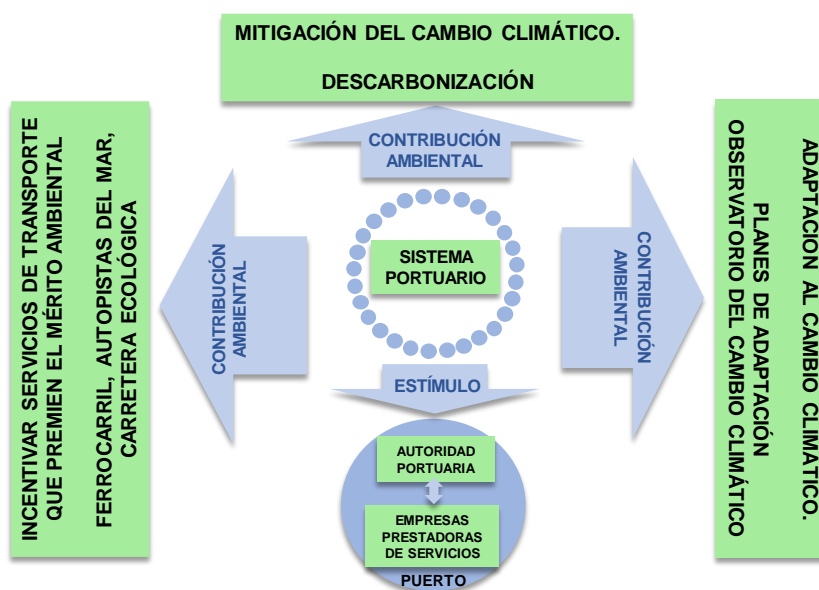 MITIGACIÓN DEL CAMBIO CLIMÁTICO.
DESCARBONIZACIÓN
CONTRIBUCIÓN
AMBIENTAL
INCENTIVAR SERVICIOS DE TRANSPORTE
QUE PREMIEN EL MÉRITO AMBIENTAL
FERROCARRIL, AUTOPISTAS DEL MAR,
CARRETERA ECOLÓGICA
CONTRIBUCIÓN
AMBIENTAL
SISTEMA
PORTUARIO
CONTRIBUCIÓN
AMBIENTAL
ADAPTACION AL CAMBIO CLIMATICO.
PLANES DE ADAPTACIÓN
OBSERVATORIO DEL CAMBIO CLIMÁTICO
ESTÍMULO
AUTORIDAD
PORTUARIA
EMPRESAS
PRESTADORAS
DE SERVICIOS
PUERTO